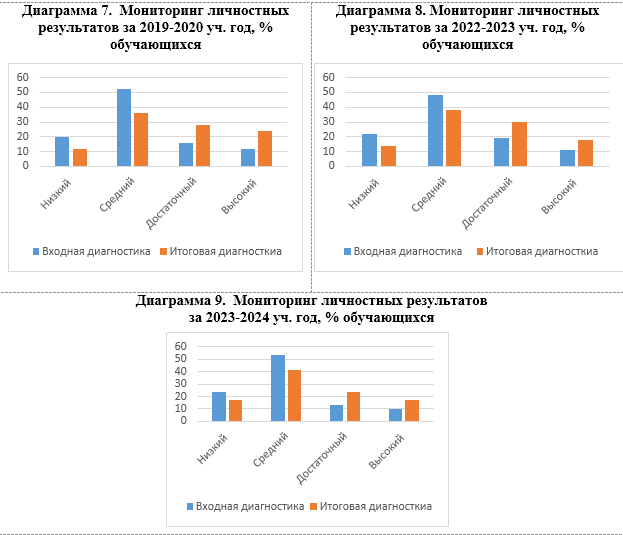 Диаграмма 7. Мониторинг личностных
результатов за 2019-2020 уч. год, %
обучающихся
60
50
40
30
20
10
0
Низкий
Средний
Достаточный
Высокий
Входная диагностика
Итоговая диагносткиа
Диаграмма 8. Мониторинг личностных
результатов за 2022-2023 уч. год, %
обучающихся
60
50
40
30
20
10
0
Низкий
Средний
Достаточный
Высокий
Входная диагностика
Итоговая диагносткиа
Диаграмма 9. Мониторинг личностных результатов
за 2023-2024 уч. год, % обучающихся
60
50
40
30
20
10
0
Низкий
Средний
Достаточный
Высокий
Входная диагностика
Итоговая диагносткиа